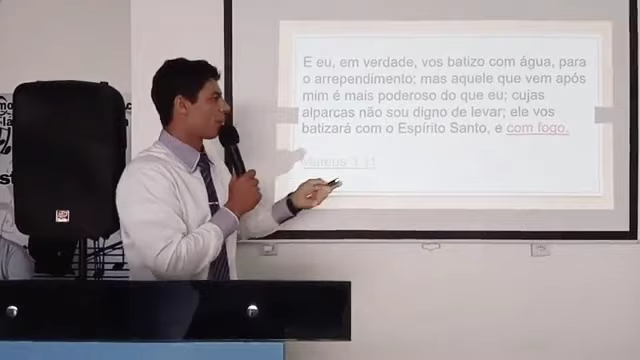 E eu, em verdade, vos batizo com água, para
o arrependimento; mas aquele que vem após
mim é mais poderoso do que eu; cujas
alparcas não sou digno de levar; ele vos
batizará com o Espírito Santo, e com fogo.
Mateus 3 11